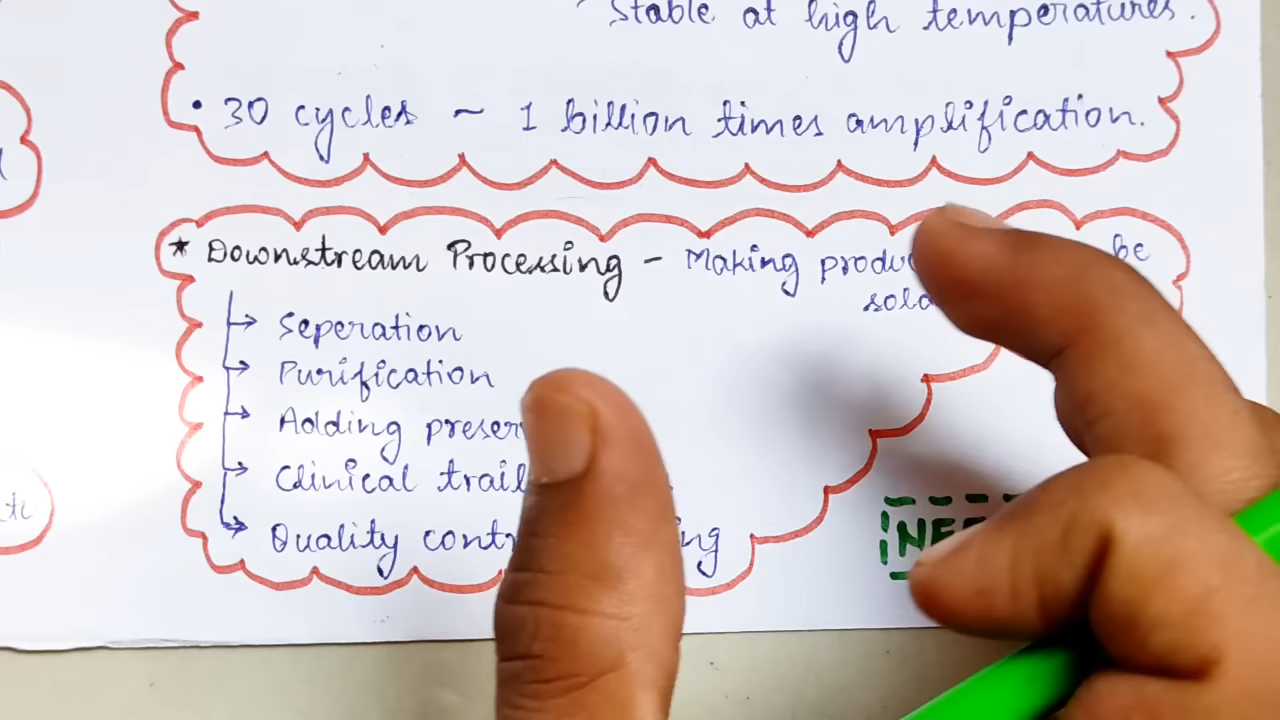 Stable at high temperatures.
• 30 cycles ~ 1 billion times amplification.
★ Downstream Processing - Making produ be
sold
→ Seperation
→ Purification
→ Adding preser
→ Clinical trail
→ Quality contr ng